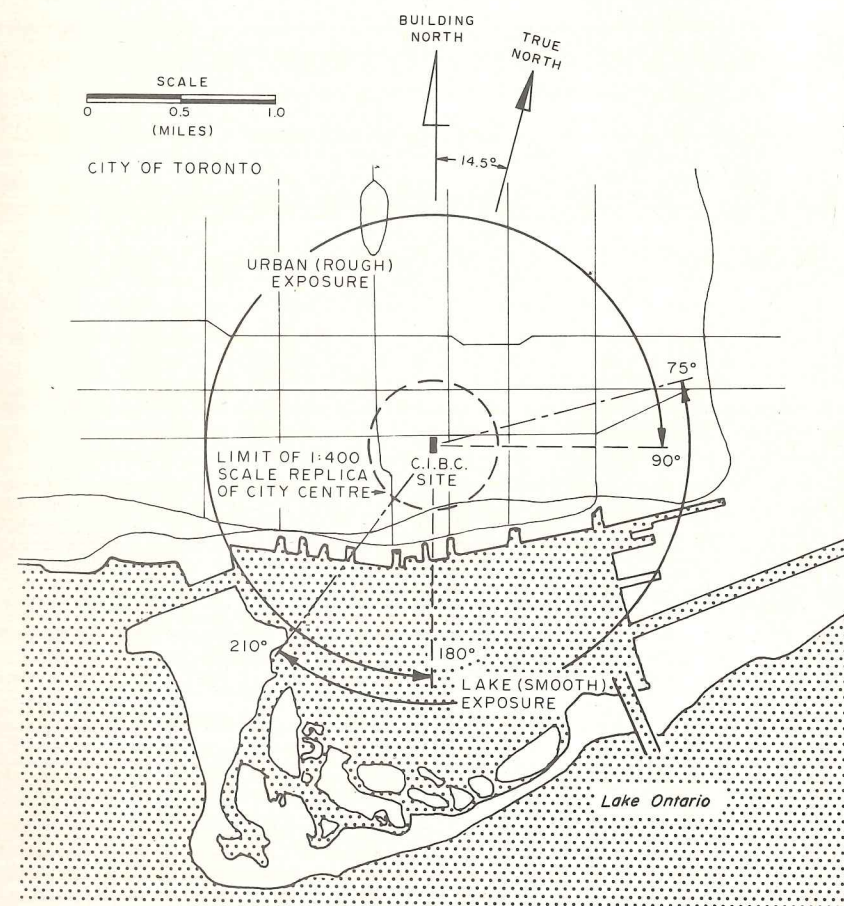 BUILDING
NORTH
TRUE
NORTH
SCALE
0 0.5 1.0
(MILES)
CITY OF TORONTO
14.5°
URBAN (ROUGH)
EXPOSURE
75°
90°
LIMIT OF 1:400
SCALE REPLICA
OF CITY CENTRE
C.I.B.C.
SITE
210°
180°
LAKE (SMOOTH)
EXPOSURE
Lake Ontario